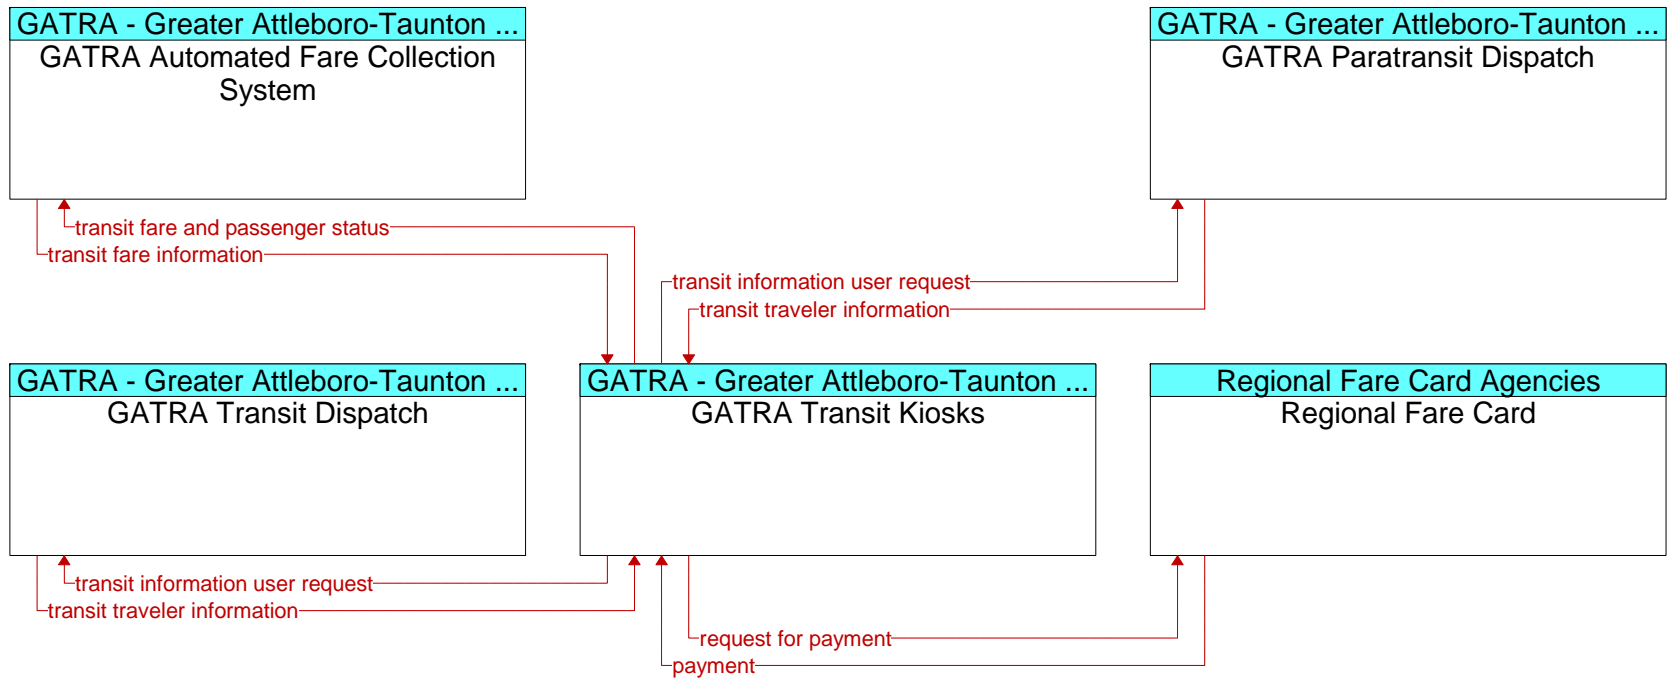 GATRA - Greater Attleboro-Taunton ...
GATRA Automated Fare Collection
System
GATRA - Greater Attleboro-Taunton ...
GATRA Paratransit Dispatch
transit fare and passenger status
transit fare information
transit information user request
transit traveler information
GATRA - Greater Attleboro-Taunton ...
GATRA Transit Dispatch
GATRA - Greater Attleboro-Taunton ...
GATRA Transit Kiosks
Regional Fare Card Agencies
Regional Fare Card
transit information user request
transit traveler information
request for payment
payment